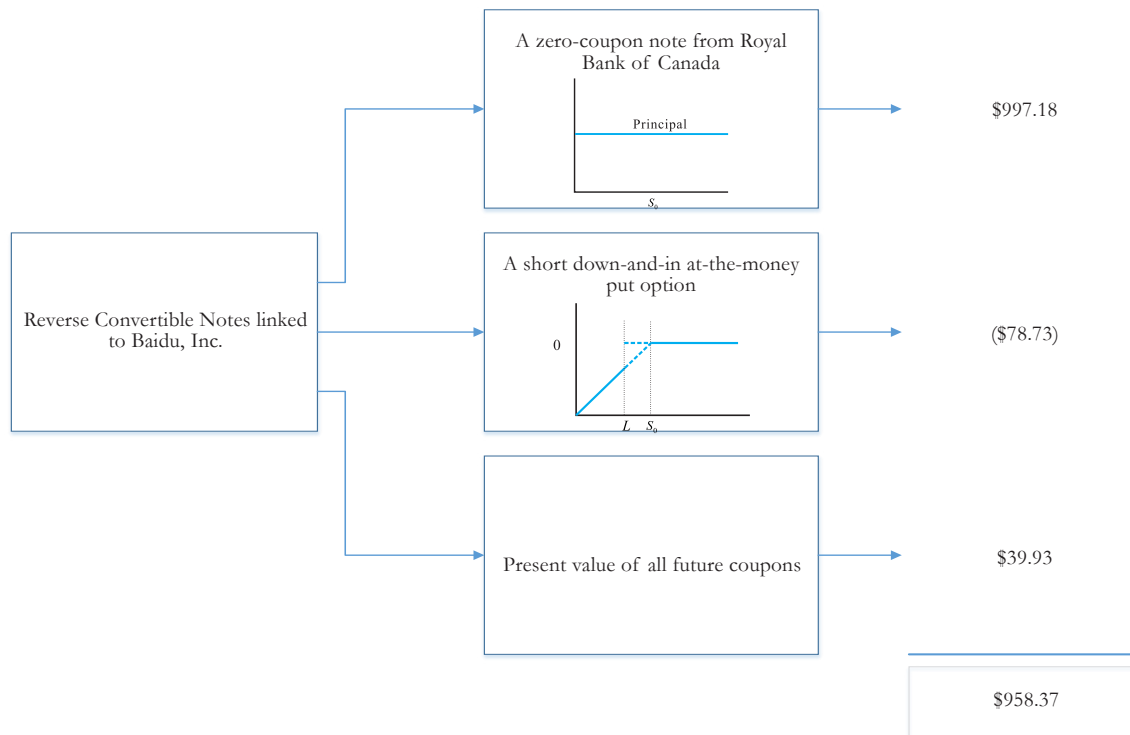 A zero-coupon note from Royal
Bank of Canada
Principal
S₀
$997.18
Reverse Convertible Notes linked
to Baidu, Inc.
A short down-and-in at-the-money
put option
0
L S₀
($78.73)
Present value of all future coupons
$39.93
$958.37